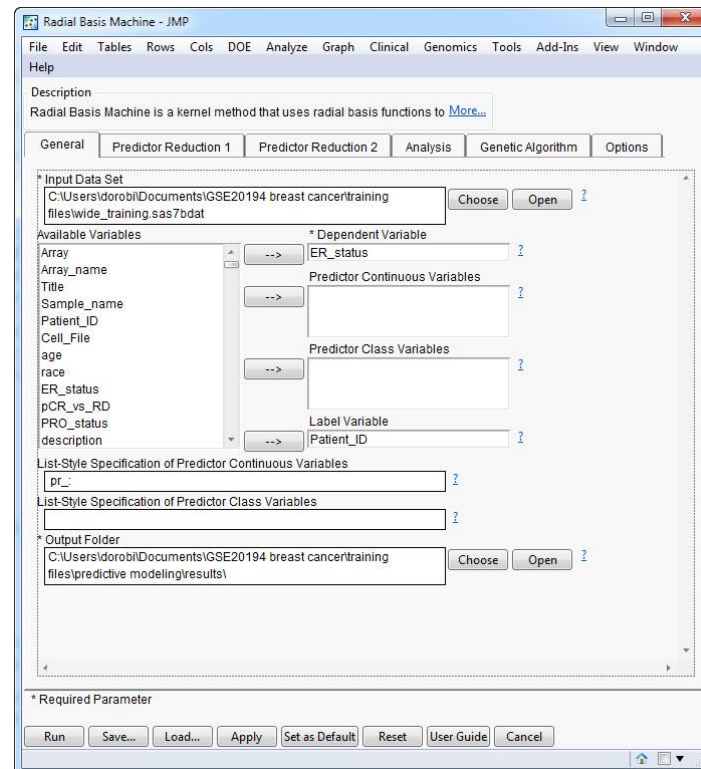 Radial Basis Machine - JMP
File Edit Tables Rows Cols DOE Analyze Graph Clinical Genomics Tools Add-Ins View Window
Help
Description
Radial Basis Machine is a kernel method that uses radial basis functions to More...
General Predictor Reduction 1 Predictor Reduction 2 Analysis Genetic Algorithm Options
* Input Data Set
C:\Users\dorobi\Documents\GSE20194 breast cancer\training
files\wide_training.sas7bdat
Choose Open ?
Available Variables
Array
Array_name
Title
Sample_name
Patient_ID
Cell_File
age
race
ER_status
pCR_vs_RD
PRO_status
description
* Dependent Variable
--> ER_status ?
Predictor Continuous Variables
--> ?
Predictor Class Variables
--> ?
Label Variable
--> Patient_ID ?
List-Style Specification of Predictor Continuous Variables
pr_: ?
List-Style Specification of Predictor Class Variables
?
* Output Folder
C:\Users\dorobi\Documents\GSE20194 breast cancer\training
files\predictive modeling\results\
Choose Open ?
* Required Parameter
Run Save... Load... Apply Set as Default Reset User Guide Cancel